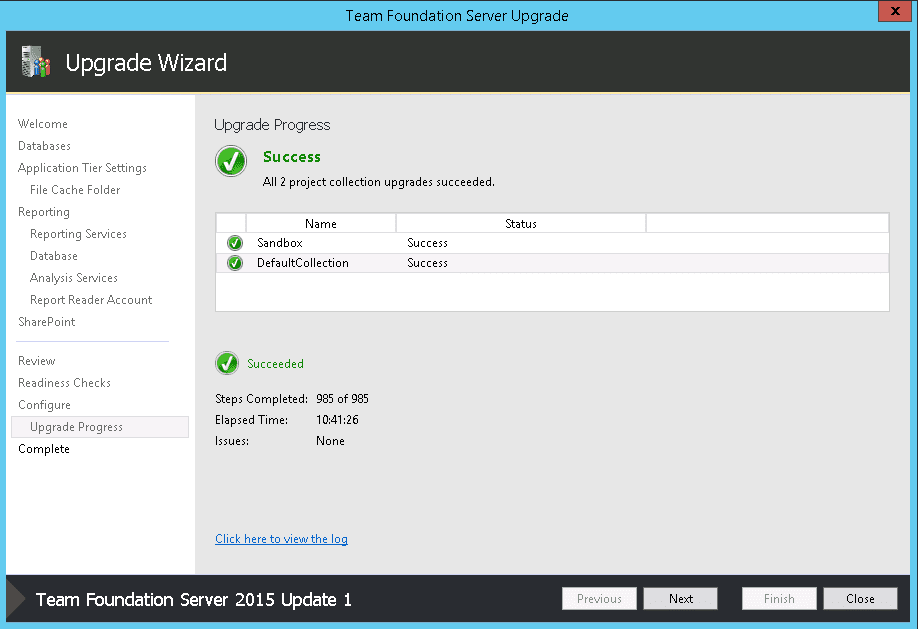 Team Foundation Server Upgrade
x
Upgrade Wizard
Welcome
Databases
Application Tier Settings
File Cache Folder
Reporting
Reporting Services
Database
Analysis Services
Report Reader Account
SharePoint
Review
Readiness Checks
Configure
Upgrade Progress
Complete
Upgrade Progress
Success
All 2 project collection upgrades succeeded.
Name Status
Sandbox Success
DefaultCollection Success
Succeeded
Steps Completed: 985 of 985
Elapsed Time: 10:41:26
Issues: None
Click here to view the log
Team Foundation Server 2015 Update 1
Previous Next Finish Close